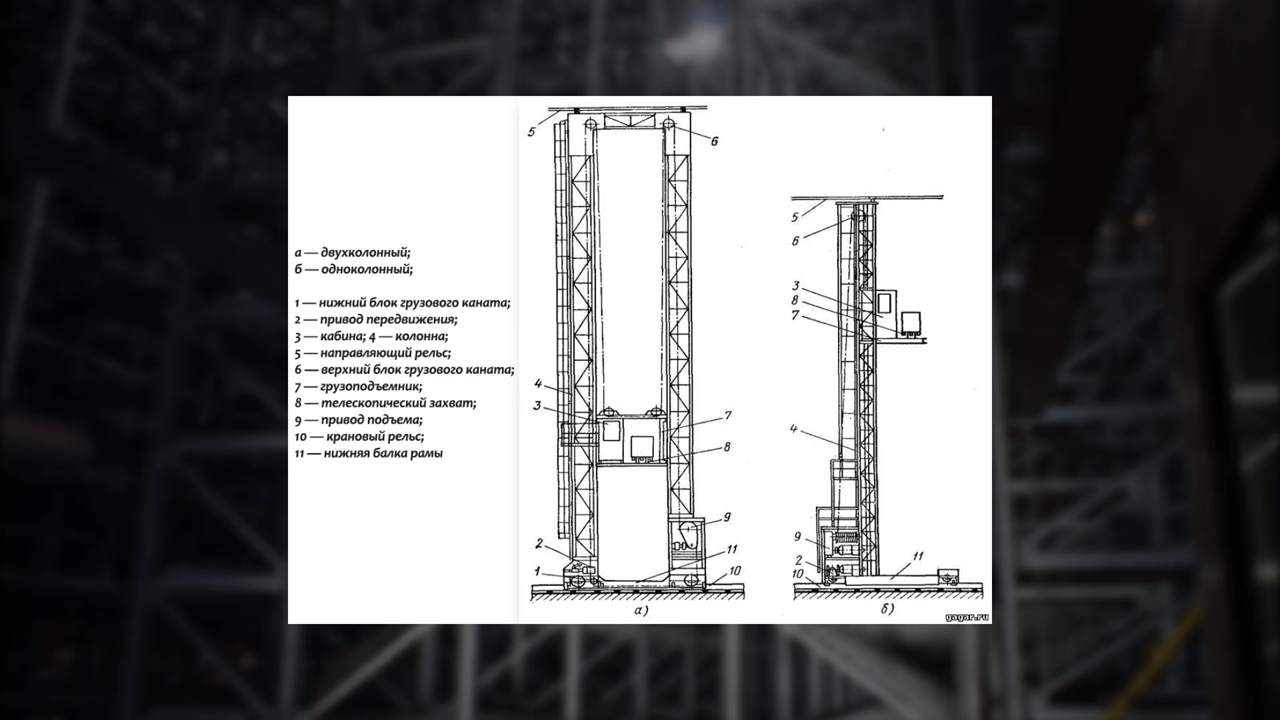 а — двухколонный;
б — одноколонный;
1 — нижний блок грузового каната;
2 — привод передвижения;
3 — кабина; 4 — колонна;
5 — направляющий рельс;
6 — верхний блок грузового каната;
7 — грузоподъемник;
8 — телескопический захват;
9 — привод подъема;
10 — крановый рельс;
11 — нижняя балка рамы
5
6
4
3
7
8
9
2
11
1
10
а)
5
6
3
8
7
4
9
2
10
11
б)
gagar.ru